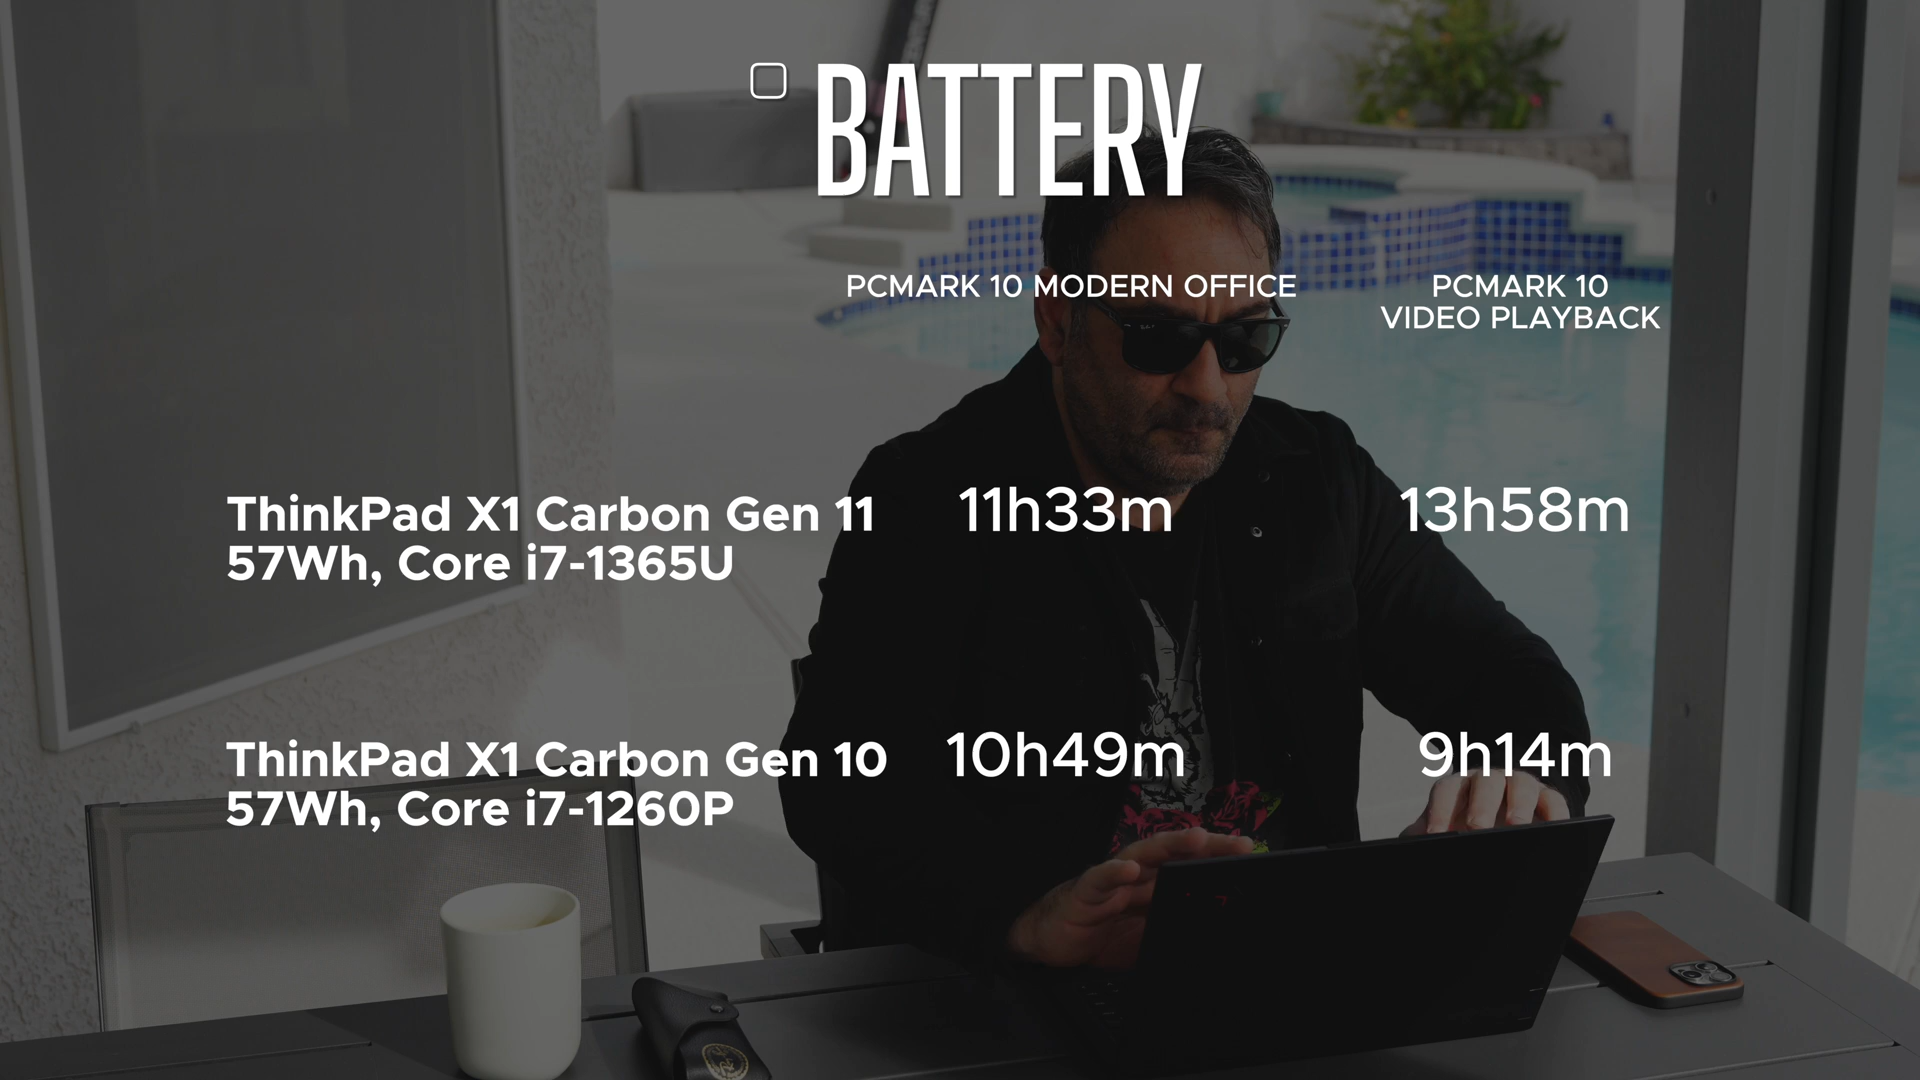 BATTERY
PCMARK 10 MODERN OFFICE
PCMARK 10
VIDEO PLAYBACK
ThinkPad X1 Carbon Gen 11
57Wh, Core i7-1365U
11h33m
13h58m
ThinkPad X1 Carbon Gen 10
57Wh, Core i7-1260P
10h49m
9h14m